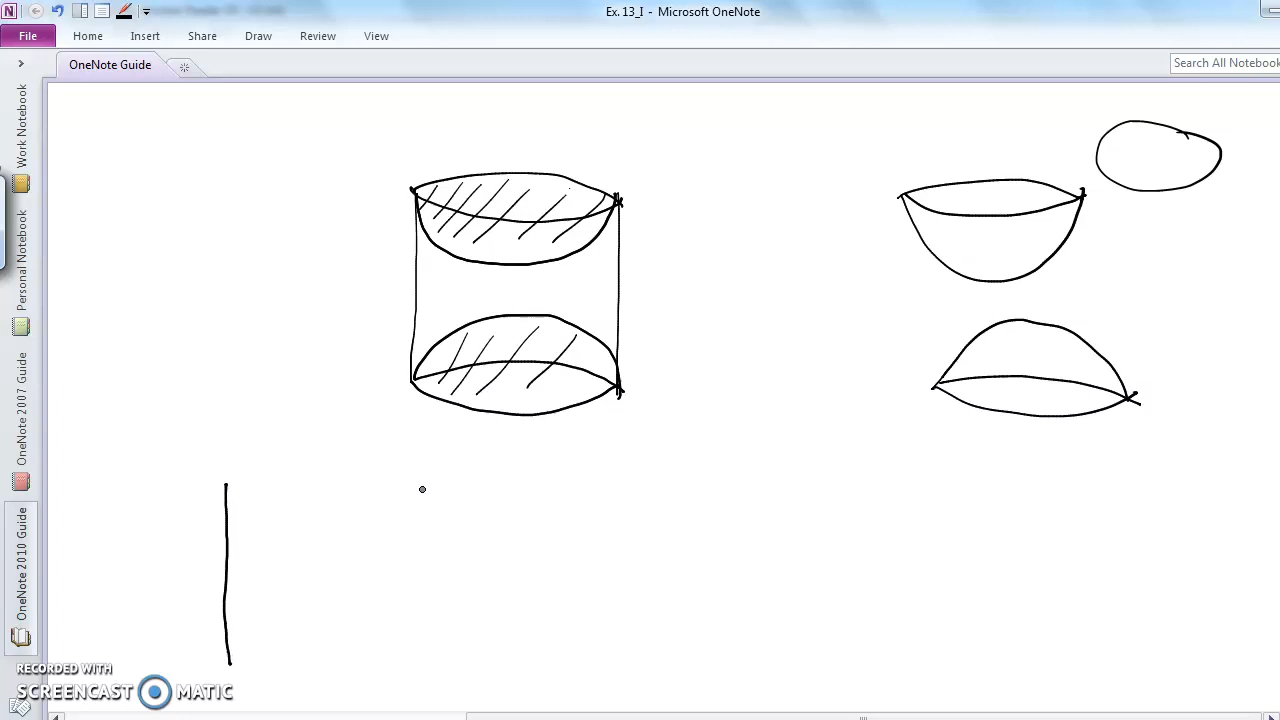 Ex. 13_I - Microsoft OneNote
File Home Insert Share Draw Review View
OneNote Guide
Search All Notebook
Work Notebook
Personal Notebook
OneNote 2007 Guide
OneNote 2010 Guide
RECORDED WITH
SCREENCAST MATIC